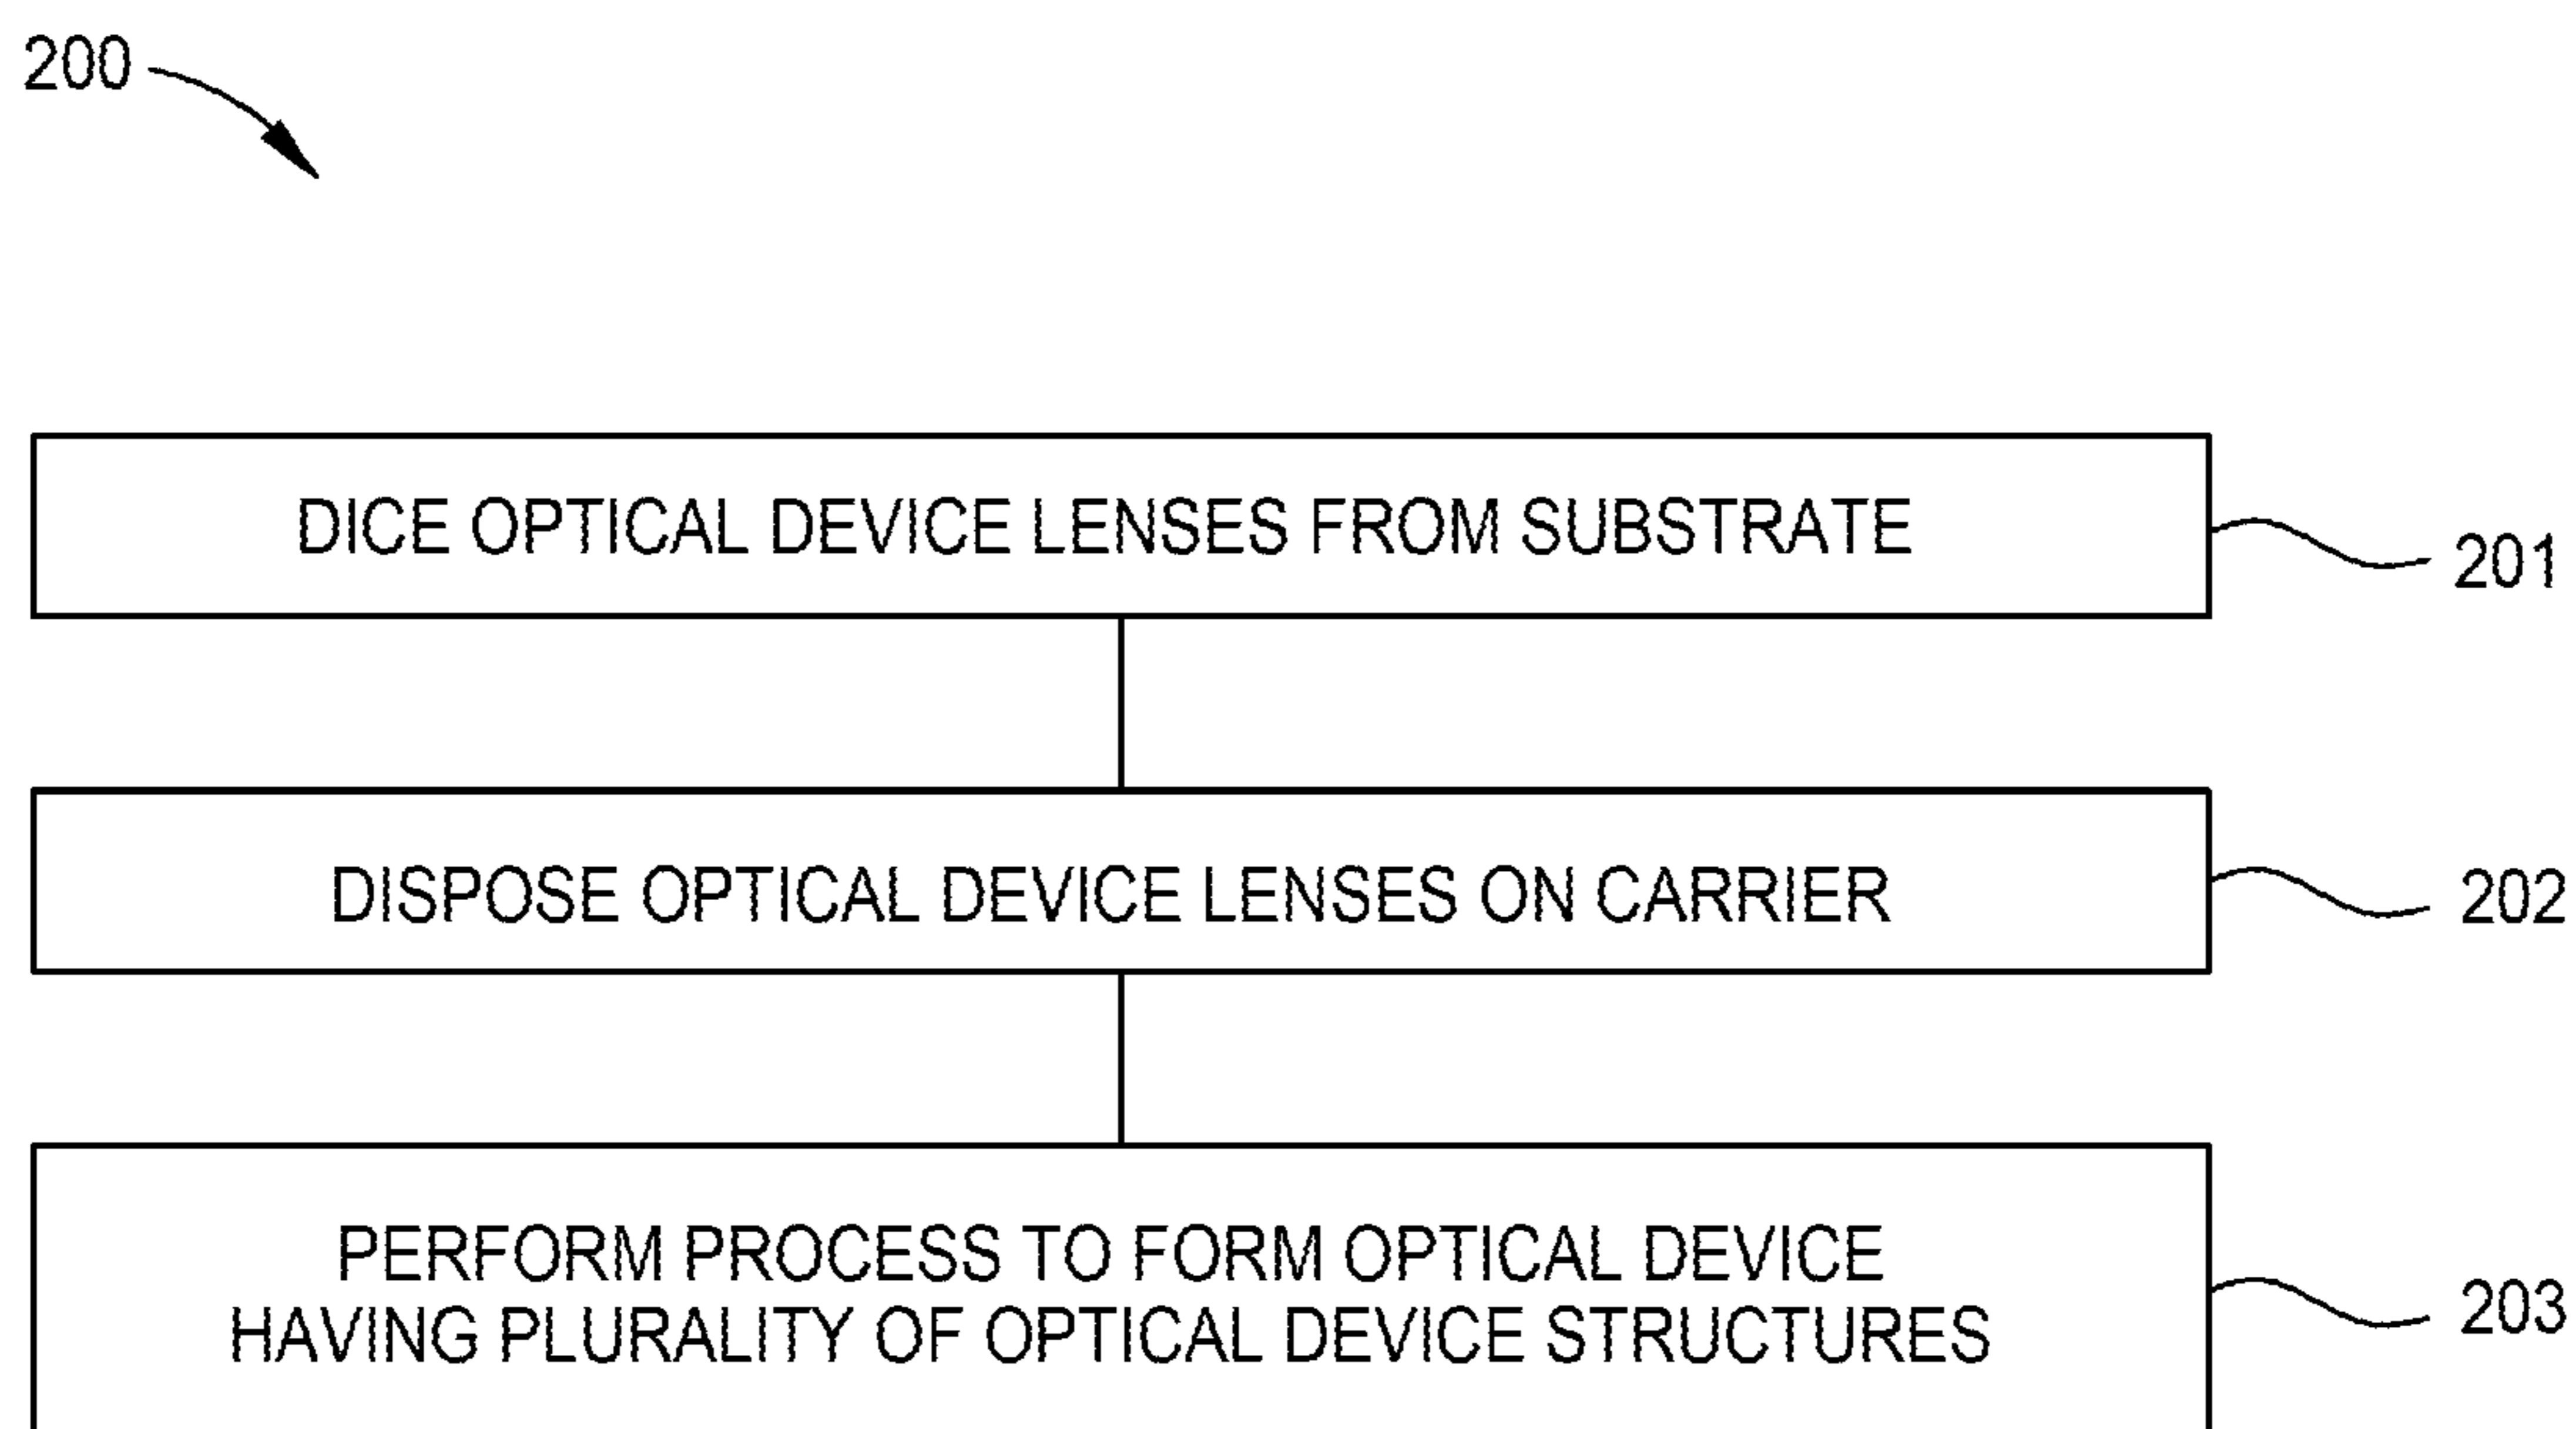 200
DICE OPTICAL DEVICE LENSES FROM SUBSTRATE
201
DISPOSE OPTICAL DEVICE LENSES ON CARRIER
202
PERFORM PROCESS TO FORM OPTICAL DEVICE
HAVING PLURALITY OF OPTICAL DEVICE STRUCTURES
203